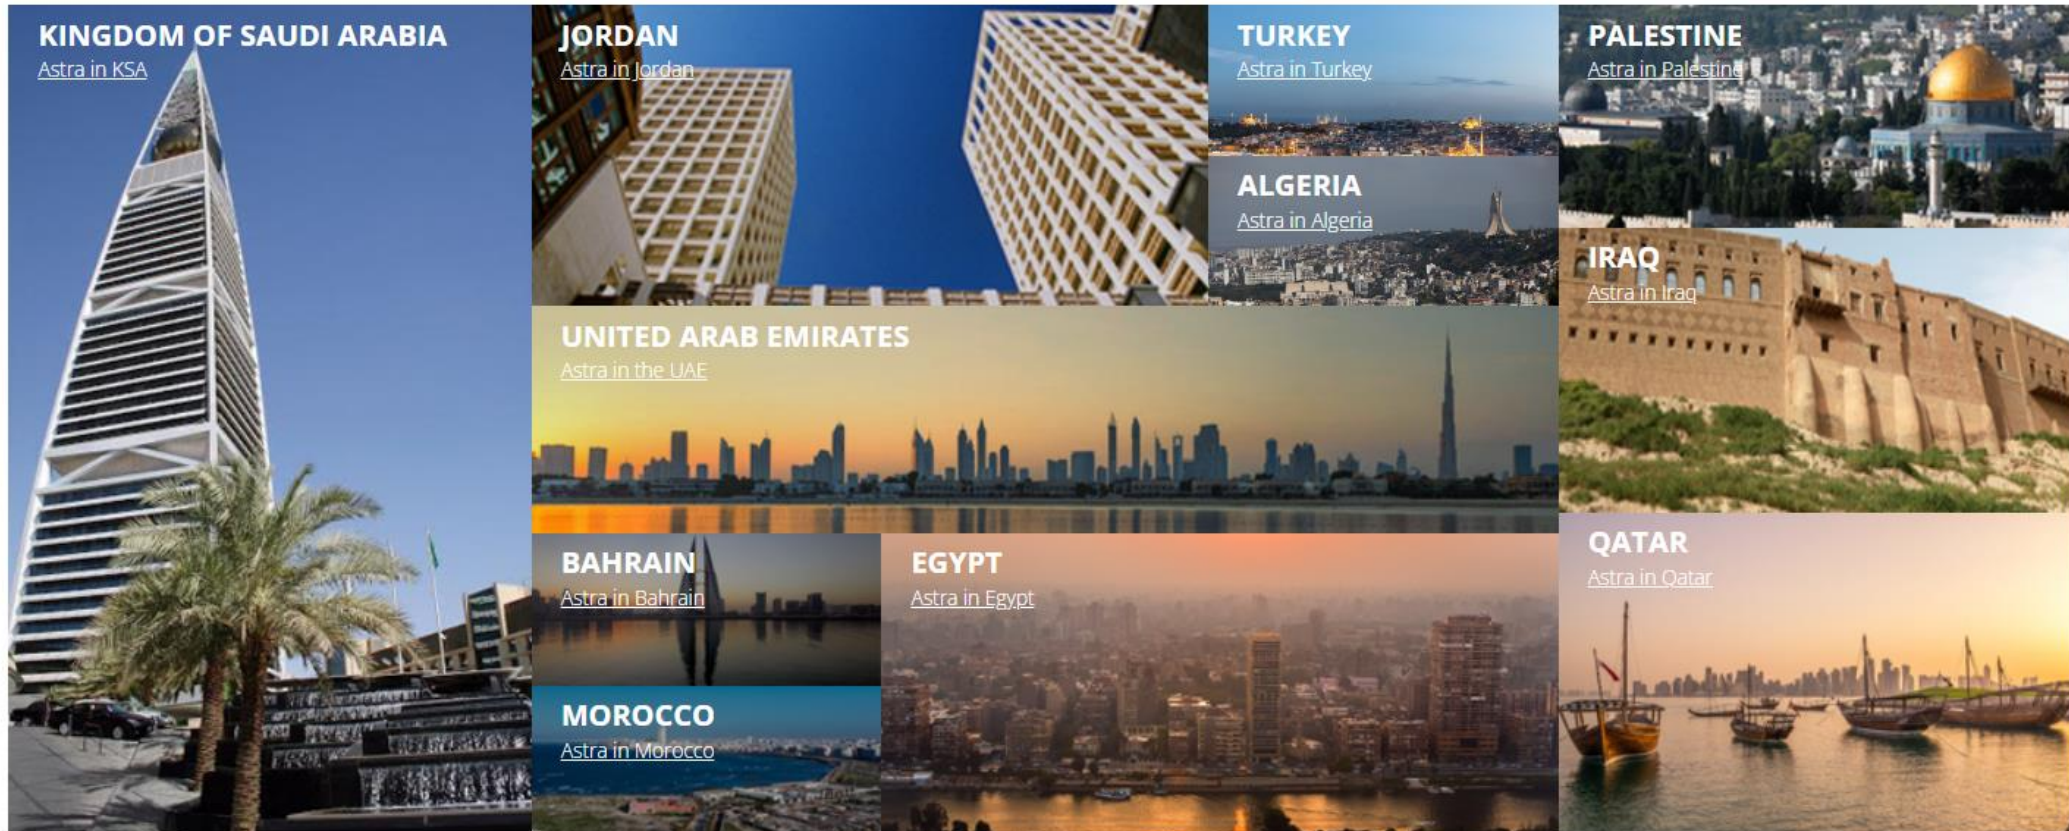 KINGDOM OF SAUDI ARABIA
Astra in KSA
JORDAN
Astra in Jordan
TURKEY
Astra in Turkey
PALESTINE
Astra in Palestine
ALGERIA
Astra in Algeria
IRAQ
Astra in Iraq
UNITED ARAB EMIRATES
Astra in the UAE
BAHRAIN
Astra in Bahrain
EGYPT
Astra in Egypt
QATAR
Astra in Qatar
MOROCCO
Astra in Morocco